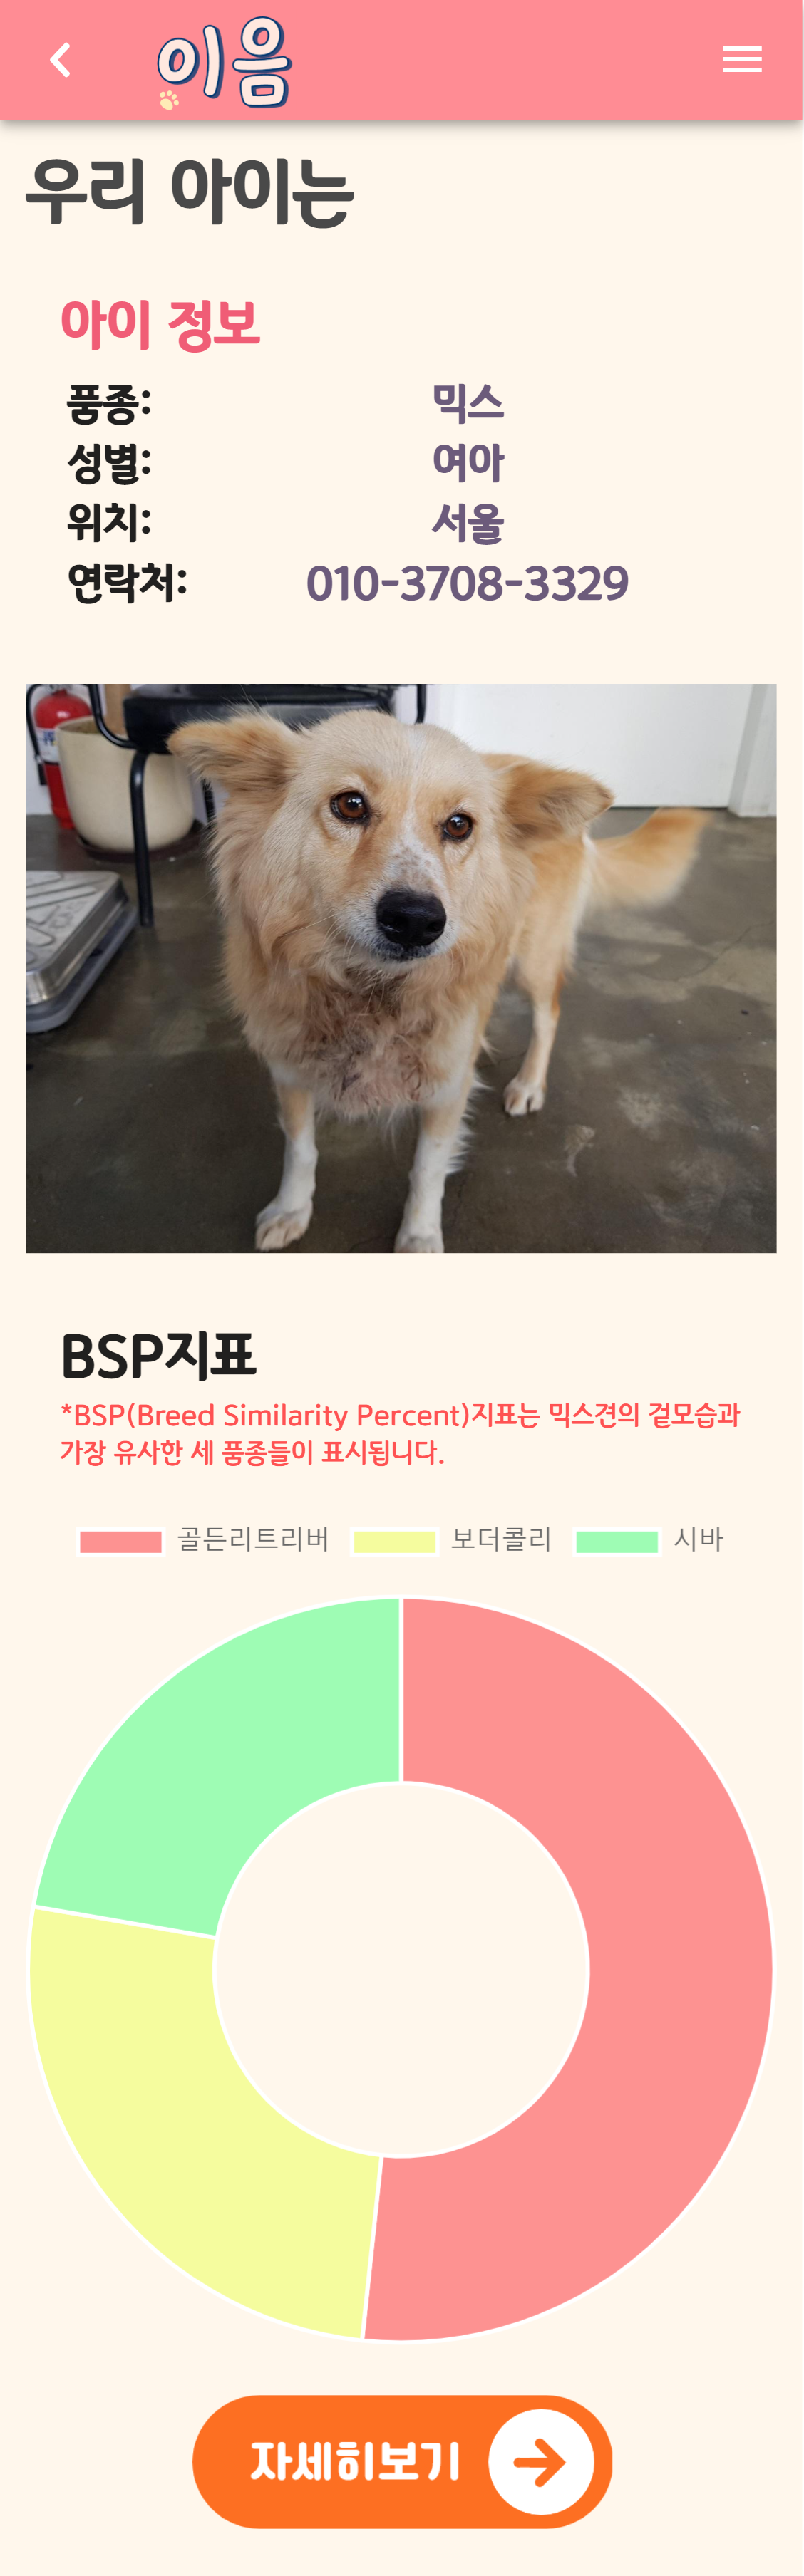 이음
우리 아이는
아이 정보
품종: 믹스
성별: 여아
위치: 서울
연락처: 010-3708-3329
BSP지표
*BSP(Breed Similarity Percent)지표는 믹스견의 겉모습과
가장 유사한 세 품종들이 표시됩니다.
골든리트리버 보더콜리 시바
자세히보기